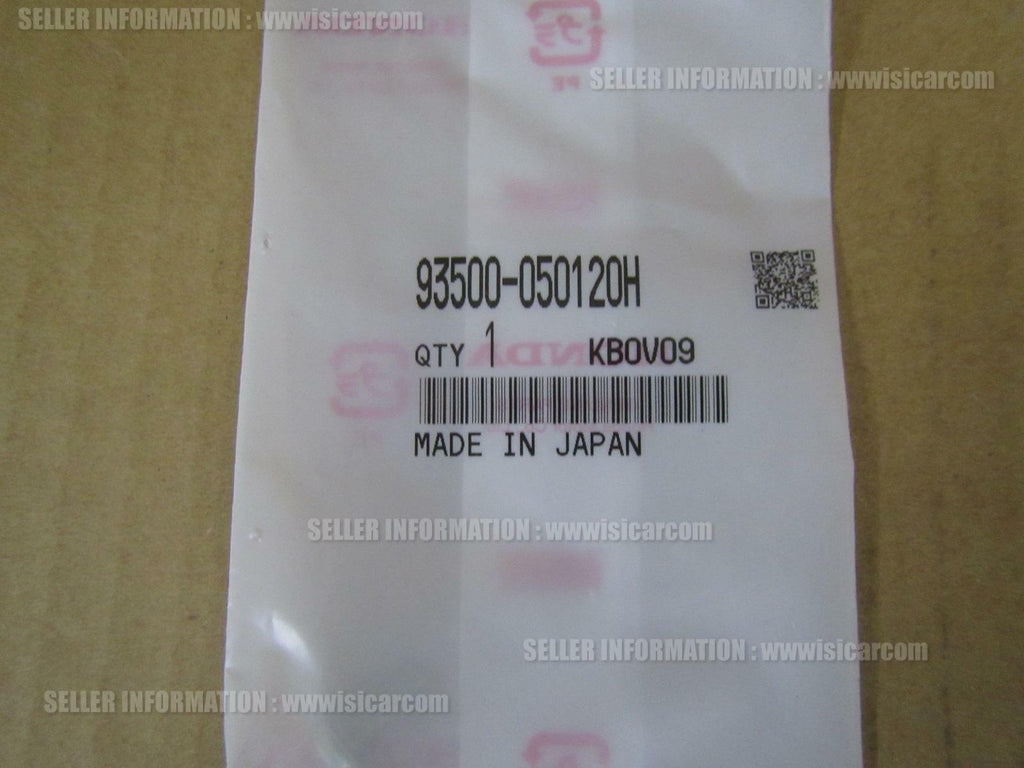 SELLER INFORMATION : wwwisicarcom
SELLER INFORMATION : wwwisicarcom
PE
93500-050120H
QTY 1 KB0V09
MADE IN JAPAN
SELLER INFORMATION : wwwisicarcom
SELLER INFORMATION : wwwisicarcom
SELLER INFORMATION : wwwisicarcom